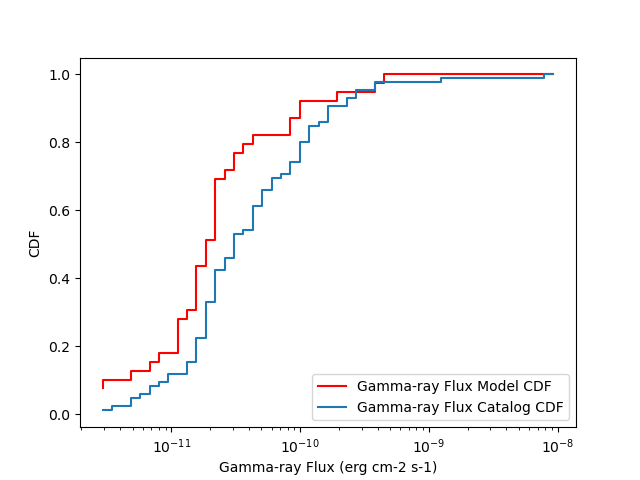 1.0
0.8
0.6
0.4
0.2
0.0
CDF
10⁻¹¹ 10⁻¹⁰ 10⁻⁹ 10⁻⁸
Gamma-ray Flux (erg cm-2 s-1)
Gamma-ray Flux Model CDF
Gamma-ray Flux Catalog CDF